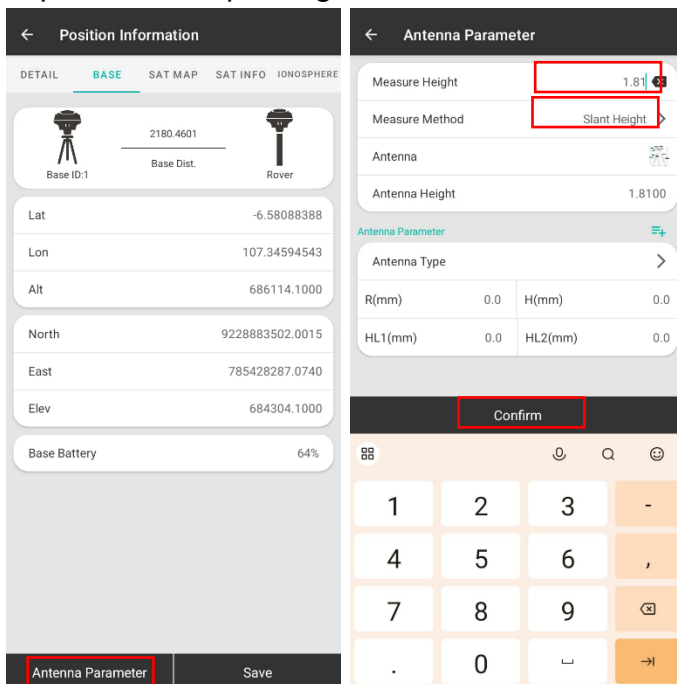 Position Information
DETAIL BASE SAT MAP SAT INFO IONOSPHERE
2180.4601
Base Dist.
Base ID:1
Rover
Lat -6.58088388
Lon 107.34594543
Alt 686114.1000
North 9228883502.0015
East 785428287.0740
Elev 684304.1000
Base Battery 64%
Antenna Parameter Save
Antenna Parameter
Measure Height 1.81
Measure Method Slant Height
Antenna
Antenna Height 1.8100
Antenna Parameter
Antenna Type
R(mm) 0.0 H(mm) 0.0
HL1(mm) 0.0 HL2(mm) 0.0
Confirm
1 2 3 -
4 5 6 ,
7 8 9
. 0